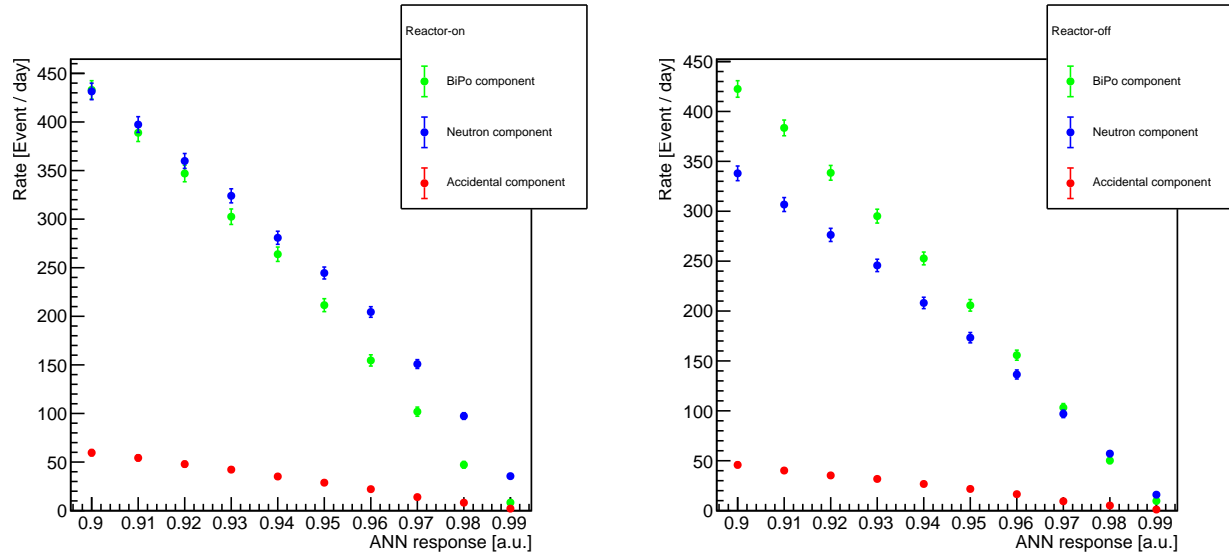 Reactor-on
BiPo component
Neutron component
Accidental component
Rate [Event / day]
450
400
350
300
250
200
150
100
50
0
0.9 0.91 0.92 0.93 0.94 0.95 0.96 0.97 0.98 0.99
ANN response [a.u.]
Reactor-off
BiPo component
Neutron component
Accidental component
Rate [Event / day]
450
400
350
300
250
200
150
100
50
0
0.9 0.91 0.92 0.93 0.94 0.95 0.96 0.97 0.98 0.99
ANN response [a.u.]